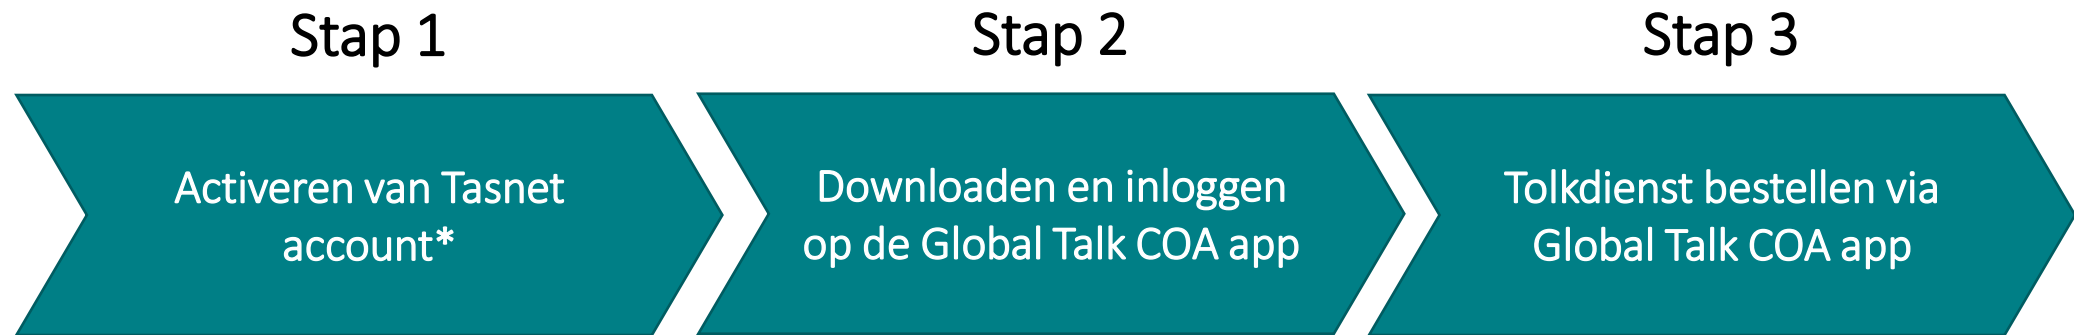 Stap 1
Stap 2
Stap 3
Activeren van Tasnet
account*
Downloaden en inloggen
op de Global Talk COA app
Tolkdienst bestellen via
Global Talk COA app